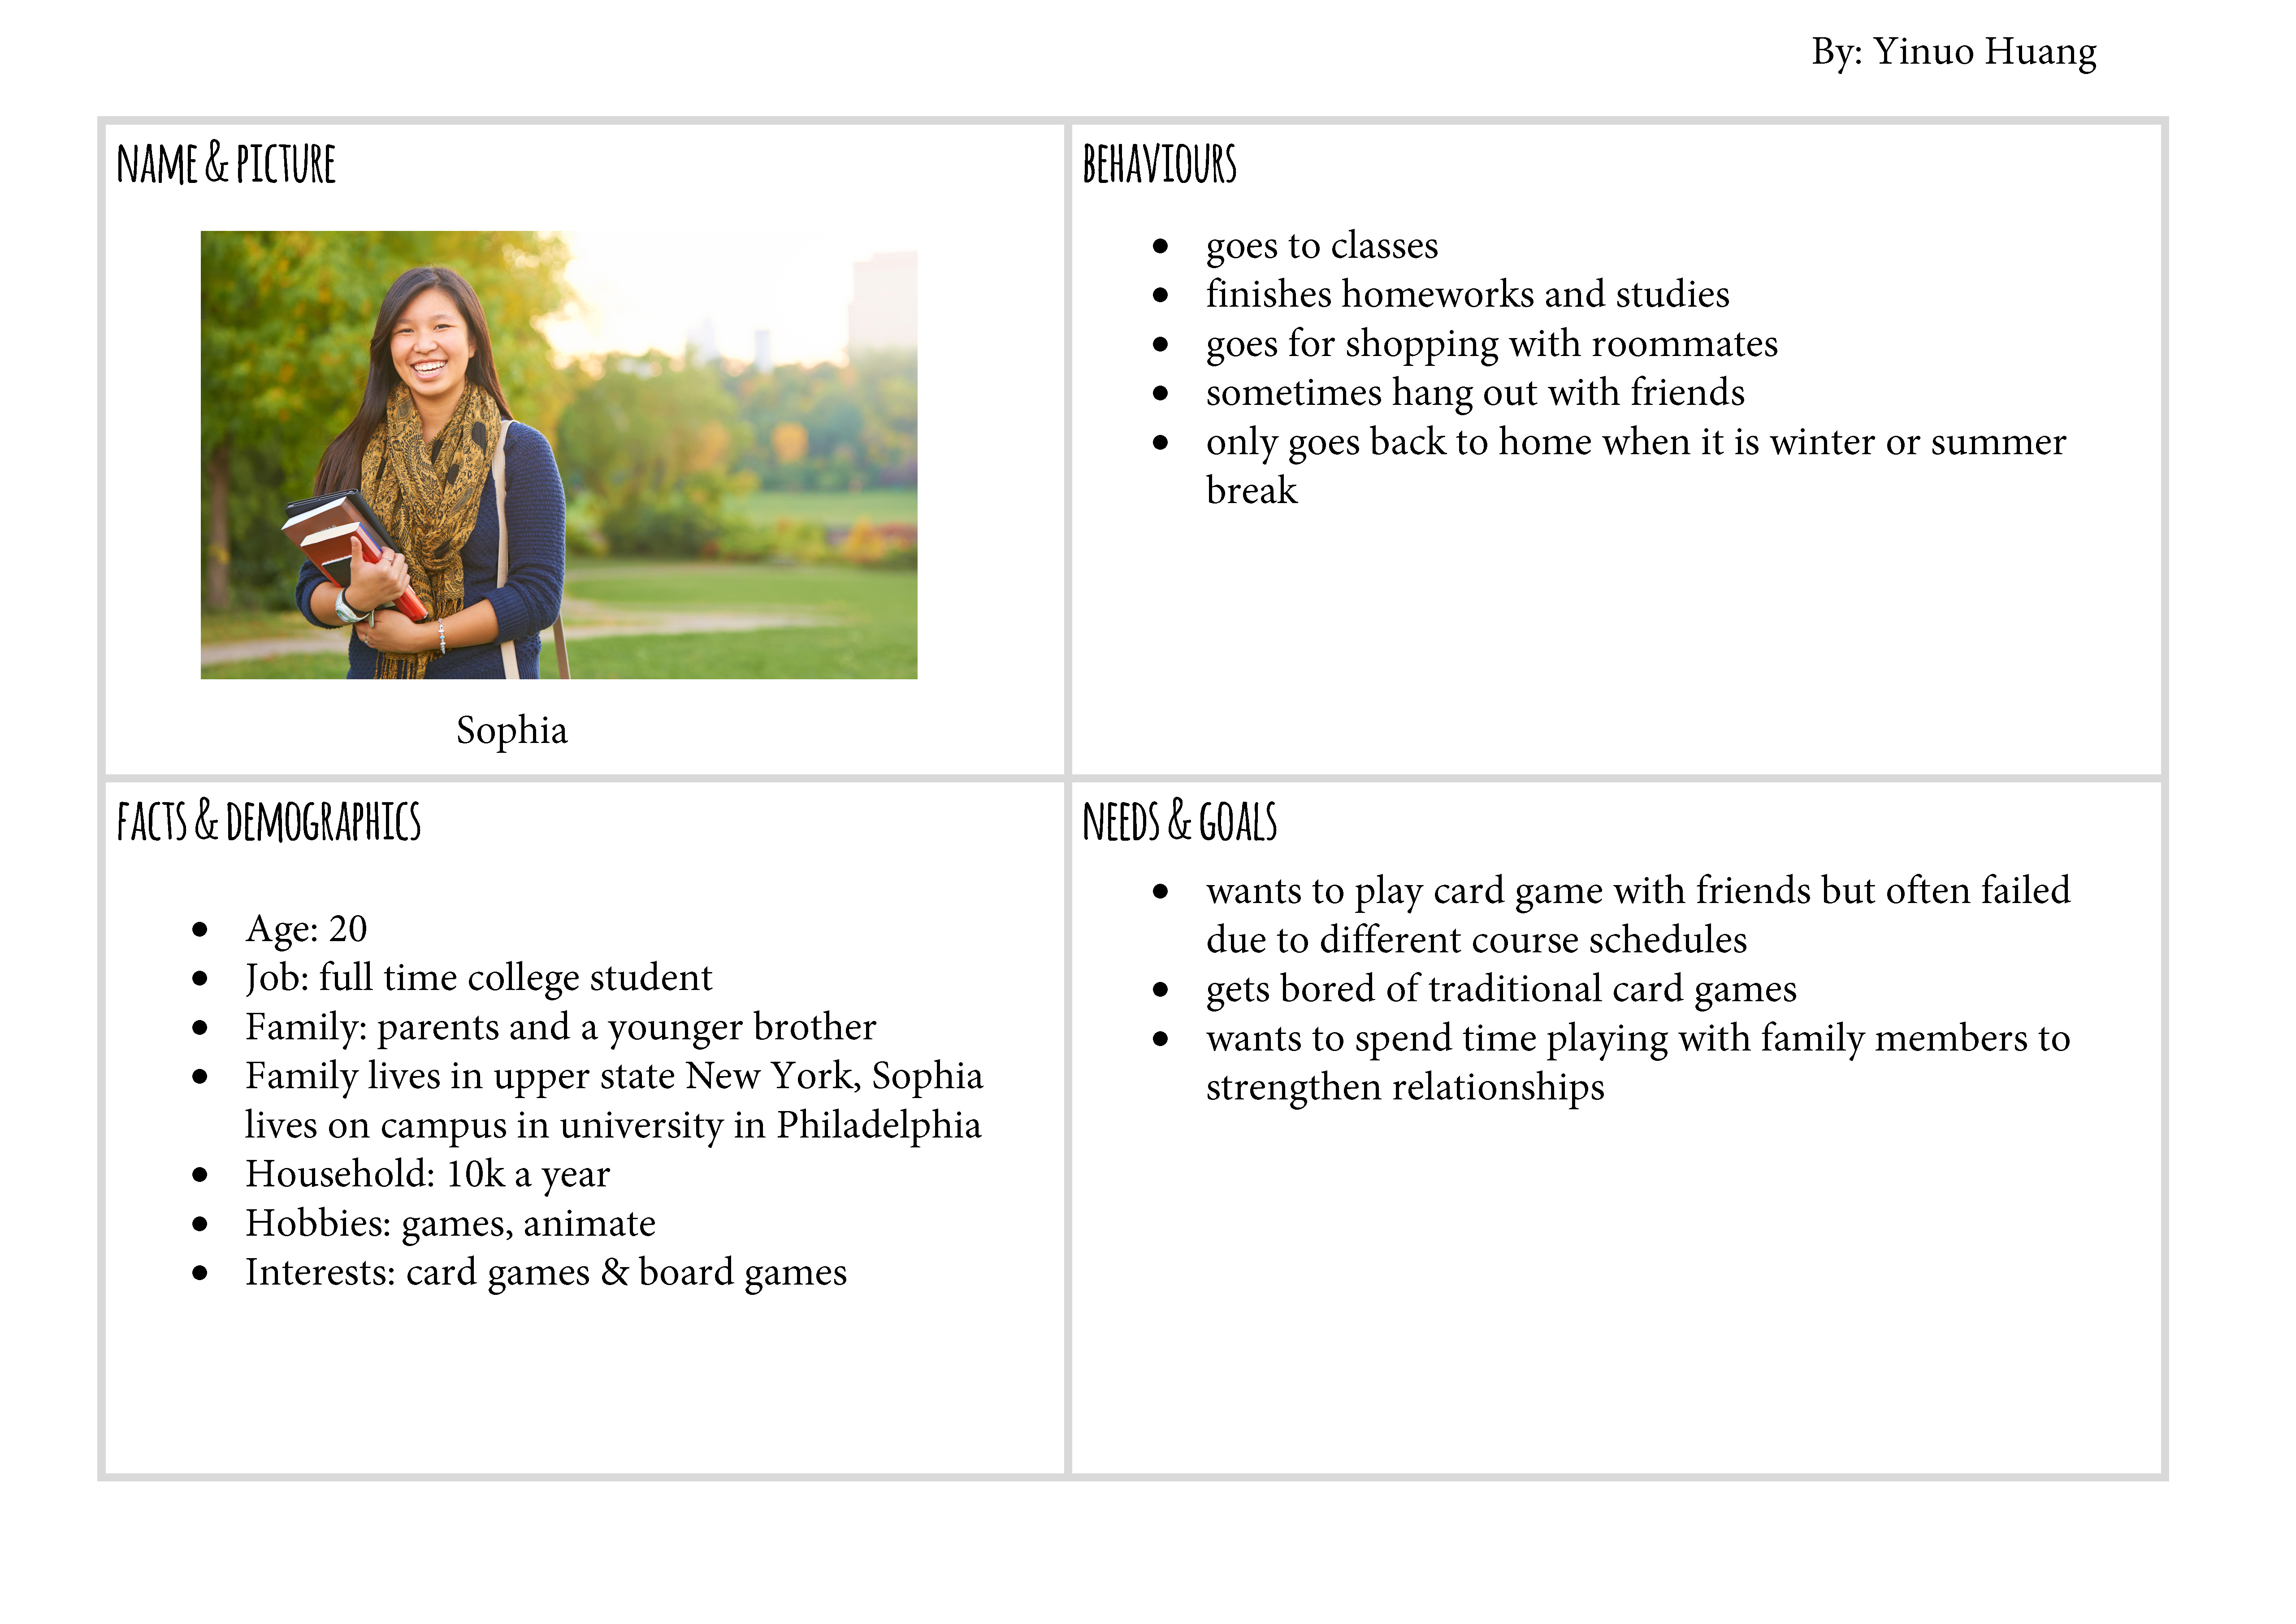 By: Yinuo Huang
NAME & PICTURE
Sophia
BEHAVIOURS
• goes to classes
• finishes homeworks and studies
• goes for shopping with roommates
• sometimes hang out with friends
• only goes back to home when it is winter or summer
break
FACTS & DEMOGRAPHICS
• Age: 20
• Job: full time college student
• Family: parents and a younger brother
• Family lives in upper state New York, Sophia
lives on campus in university in Philadelphia
• Household: 10k a year
• Hobbies: games, animate
• Interests: card games & board games
NEEDS & GOALS
• wants to play card game with friends but often failed
due to different course schedules
• gets bored of traditional card games
• wants to spend time playing with family members to
strengthen relationships